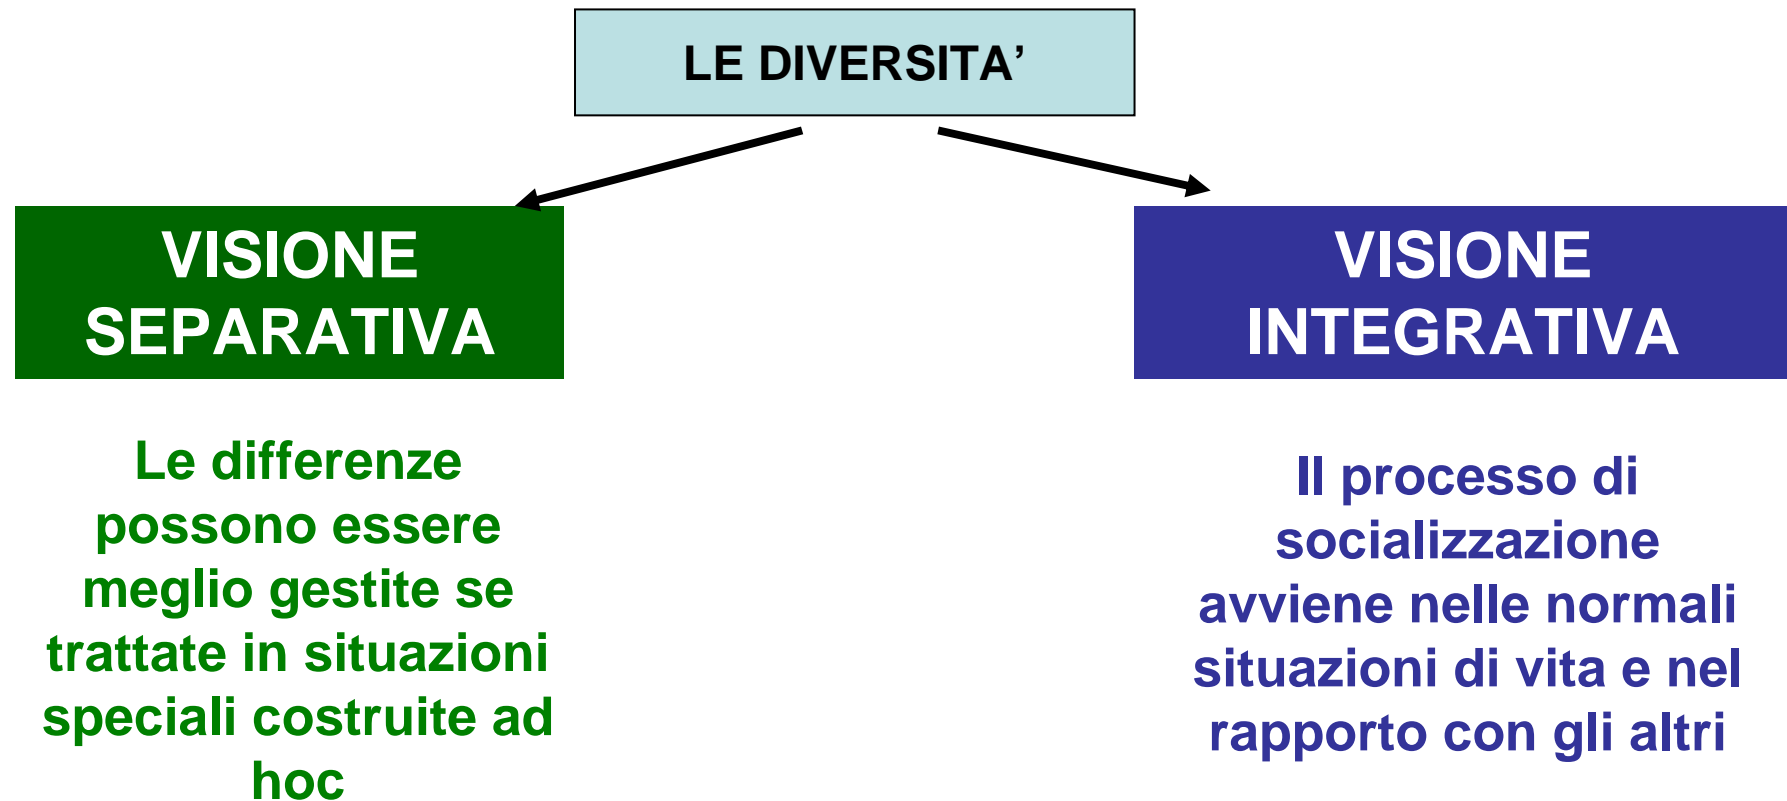 LE DIVERSITA’
VISIONE
SEPARATIVA
Le differenze
possono essere
meglio gestite se
trattate in situazioni
speciali costruite ad
hoc
VISIONE
INTEGRATIVA
Il processo di
socializzazione
avviene nelle normali
situazioni di vita e nel
rapporto con gli altri